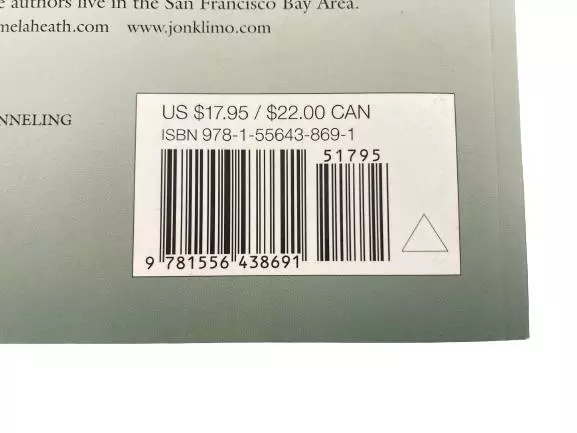 authors live in the San Francisco Bay Area.
melaheath.com www.jonklimo.com
NNELING
US $17.95 / $22.00 CAN
ISBN 978-1-55643-869-1
51795
9 781556 438691